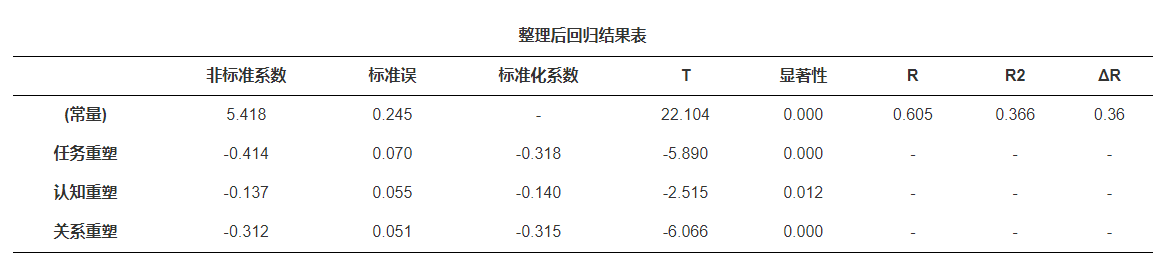 整理后回归结果表
非标准系数 标准误 标准化系数 T 显著性 R R2 ΔR
(常量) 5.418 0.245 - 22.104 0.000 0.605 0.366 0.36
任务重塑 -0.414 0.070 -0.318 -5.890 0.000 - - -
认知重塑 -0.137 0.055 -0.140 -2.515 0.012 - - -
关系重塑 -0.312 0.051 -0.315 -6.066 0.000 - - -